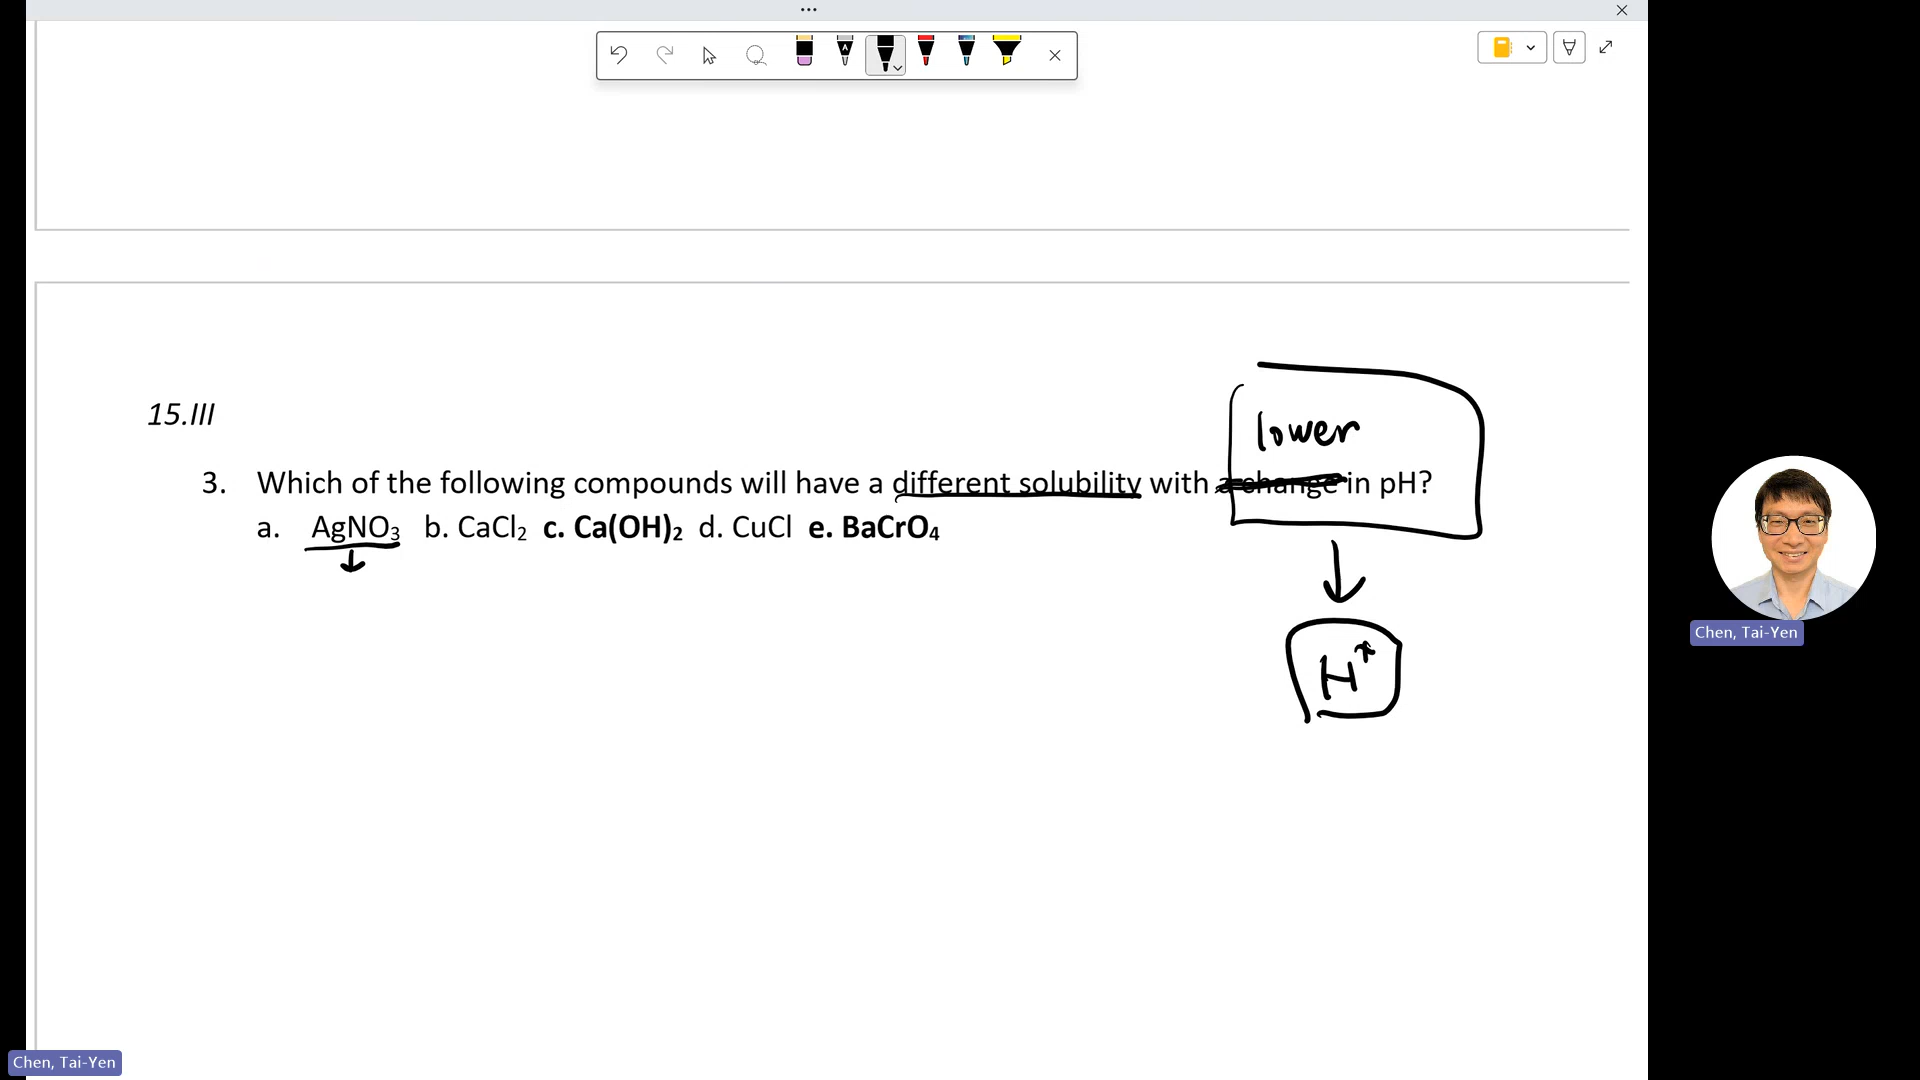 15.III
lower
3. Which of the following compounds will have a different solubility with a change in pH?
a. AgNO₃ b. CaCl₂ c. Ca(OH)₂ d. CuCl e. BaCrO₄
H⁺
Chen, Tai-Yen
Chen, Tai-Yen